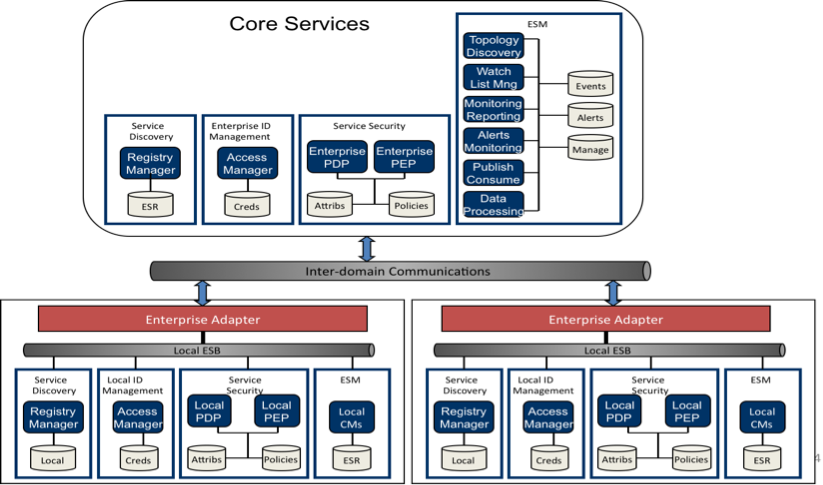 Core Services
ESM
Topology
Discovery
Watch
List Mng
Monitoring
Reporting
Alerts
Monitoring
Publish
Consume
Data
Processing
Events
Alerts
Manage
Service
Discovery
Registry
Manager
ESR
Enterprise ID
Management
Access
Manager
Creds
Service Security
Enterprise
PDP
Enterprise
PEP
Attribs
Policies
Inter-domain Communications
Enterprise Adapter
Local ESB
Service
Discovery
Registry
Manager
Local
Local ID
Management
Access
Manager
Creds
Service
Security
Local
PDP
Local
PEP
Attribs
Policies
ESM
Local
CMs
ESR
Enterprise Adapter
Local ESB
Service
Discovery
Registry
Manager
Local
Local ID
Management
Access
Manager
Creds
Service
Security
Local
PDP
Local
PEP
Attribs
Policies
ESM
Local
CMs
ESR
4